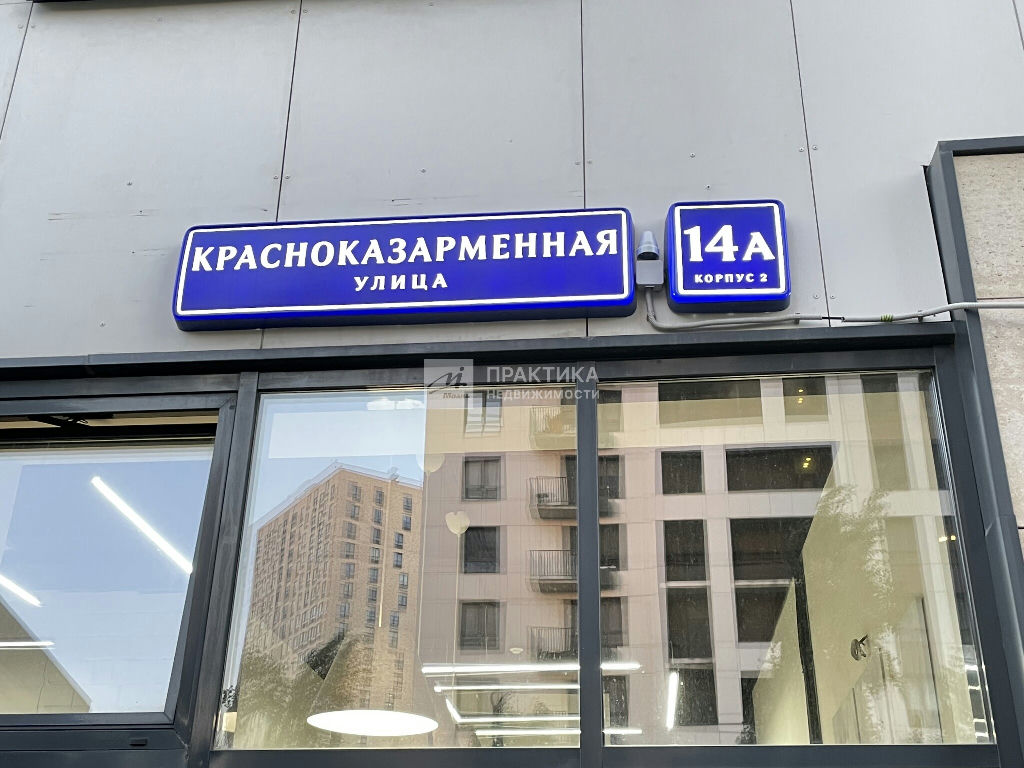 КРАСНОКАЗАРМЕННАЯ
УЛИЦА
14А
КОРПУС 2
ПРАКТИКА
НЕДВИЖИМОСТИ